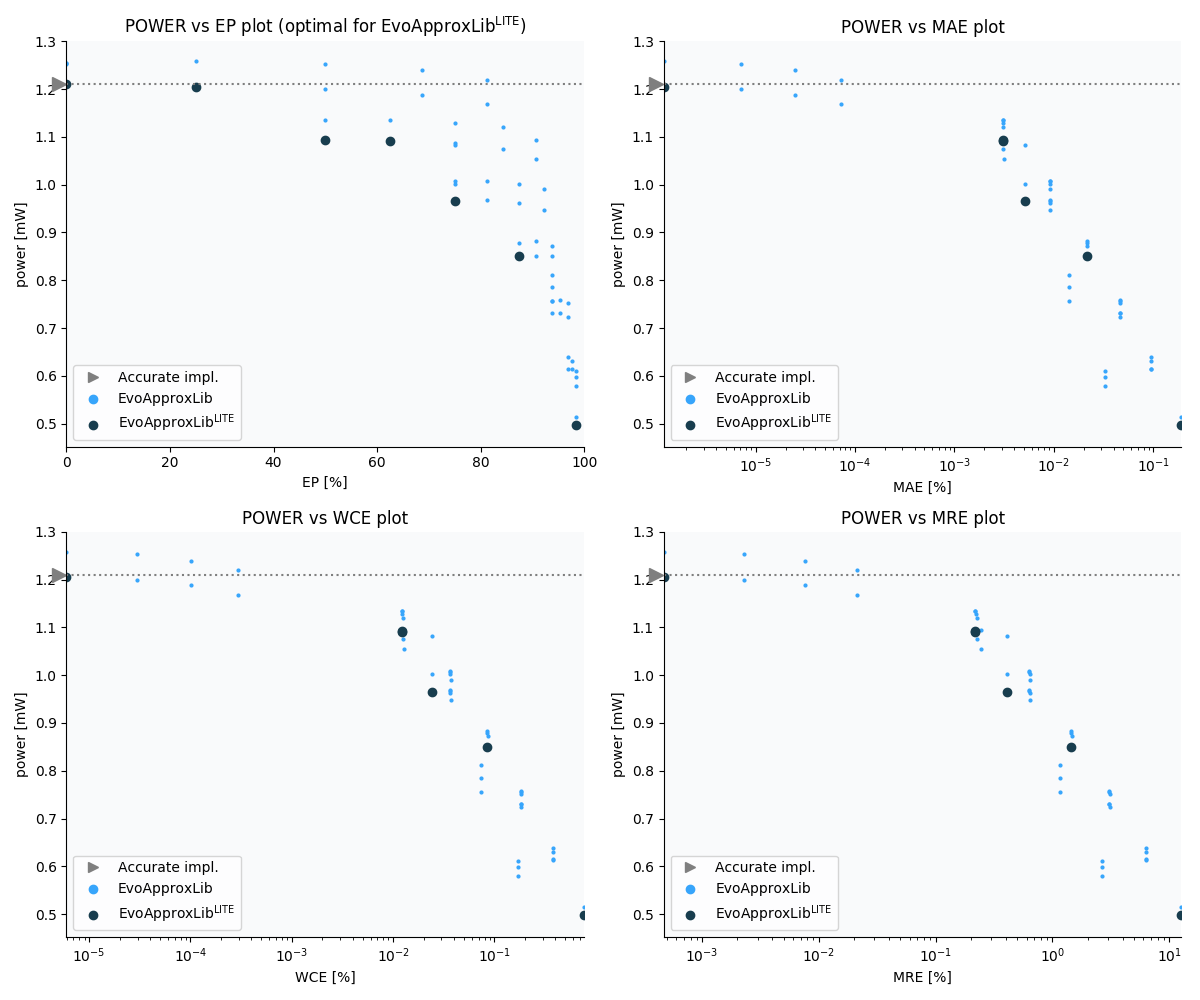 POWER vs EP plot (optimal for EvoApproxLib^LITE)
1.3
1.2
1.1
1.0
0.9
0.8
0.7
0.6
0.5
power [mW]
Accurate impl.
EvoApproxLib
EvoApproxLib^LITE
0 20 40 60 80 100
EP [%]
POWER vs MAE plot
1.3
1.2
1.1
1.0
0.9
0.8
0.7
0.6
0.5
power [mW]
Accurate impl.
EvoApproxLib
EvoApproxLib^LITE
10^−5 10^−4 10^−3 10^−2 10^−1
MAE [%]
POWER vs WCE plot
1.3
1.2
1.1
1.0
0.9
0.8
0.7
0.6
0.5
power [mW]
Accurate impl.
EvoApproxLib
EvoApproxLib^LITE
10^−5 10^−4 10^−3 10^−2 10^−1
WCE [%]
POWER vs MRE plot
1.3
1.2
1.1
1.0
0.9
0.8
0.7
0.6
0.5
power [mW]
Accurate impl.
EvoApproxLib
EvoApproxLib^LITE
10^−3 10^−2 10^−1 10^0 10^1
MRE [%]